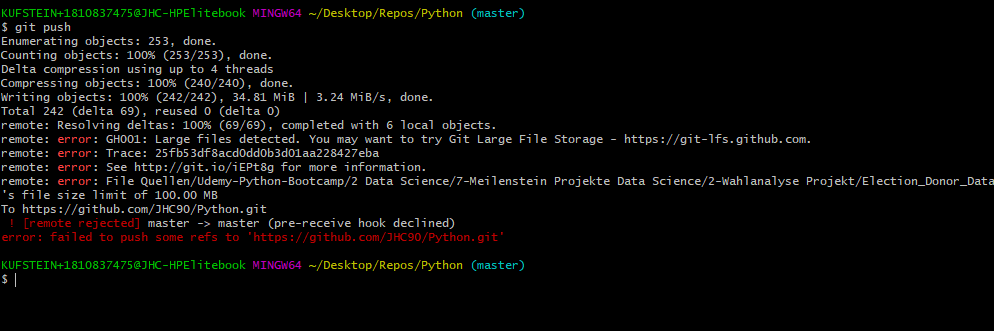 KUFSTEIN+1810837475@JHC-HPElitebook MINGW64 ~/Desktop/Repos/Python (master)
$ git push
Enumerating objects: 253, done.
Counting objects: 100% (253/253), done.
Delta compression using up to 4 threads
Compressing objects: 100% (240/240), done.
Writing objects: 100% (242/242), 34.81 MiB | 3.24 MiB/s, done.
Total 242 (delta 69), reused 0 (delta 0)
remote: Resolving deltas: 100% (69/69), completed with 6 local objects.
remote: error: GH001: Large files detected. You may want to try Git Large File Storage - https://git-lfs.github.com.
remote: error: Trace: 25fb53df8acd0dd0b3d01aa228427eba
remote: error: See http://git.io/iEPt8g for more information.
remote: error: File Quellen/Udemy-Python-Bootcamp/2 Data Science/7-Meilenstein Projekte Data Science/2-Wahlanalyse Projekt/Election_Donor_Data
's file size limit of 100.00 MB
To https://github.com/JHC90/Python.git
! [remote rejected] master -> master (pre-receive hook declined)
error: failed to push some refs to 'https://github.com/JHC90/Python.git'
KUFSTEIN+1810837475@JHC-HPElitebook MINGW64 ~/Desktop/Repos/Python (master)
$